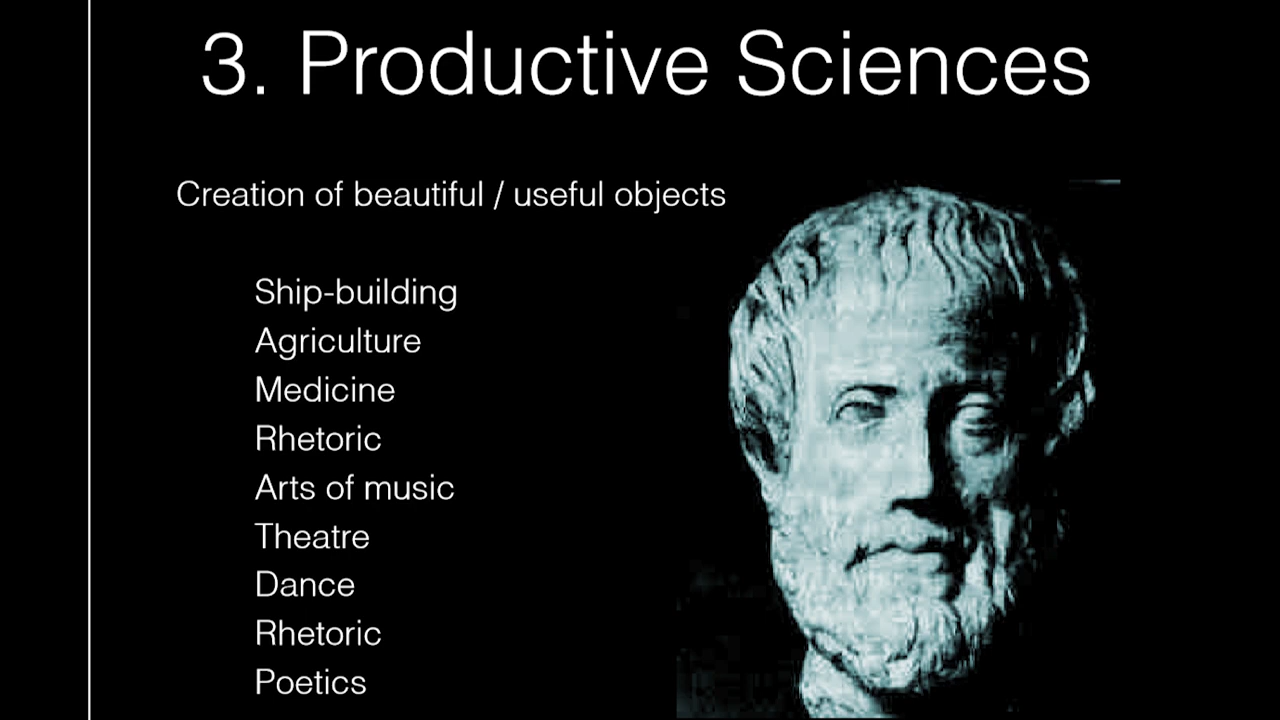 3. Productive Sciences
Creation of beautiful / useful objects
Ship-building
Agriculture
Medicine
Rhetoric
Arts of music
Theatre
Dance
Rhetoric
Poetics